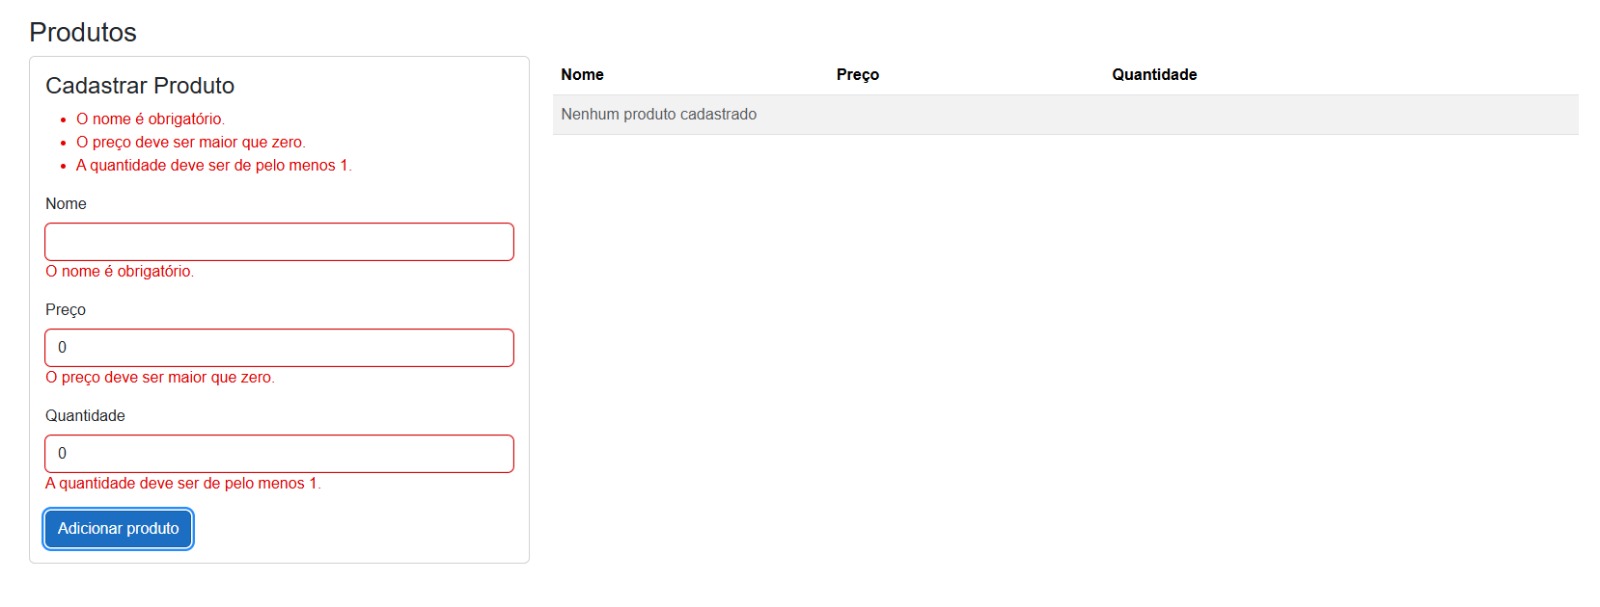 Produtos
Cadastrar Produto
• O nome é obrigatório.
• O preço deve ser maior que zero.
• A quantidade deve ser de pelo menos 1.
Nome
O nome é obrigatório.
Preço
0
O preço deve ser maior que zero.
Quantidade
0
A quantidade deve ser de pelo menos 1.
Adicionar produto
Nome Preço Quantidade
Nenhum produto cadastrado